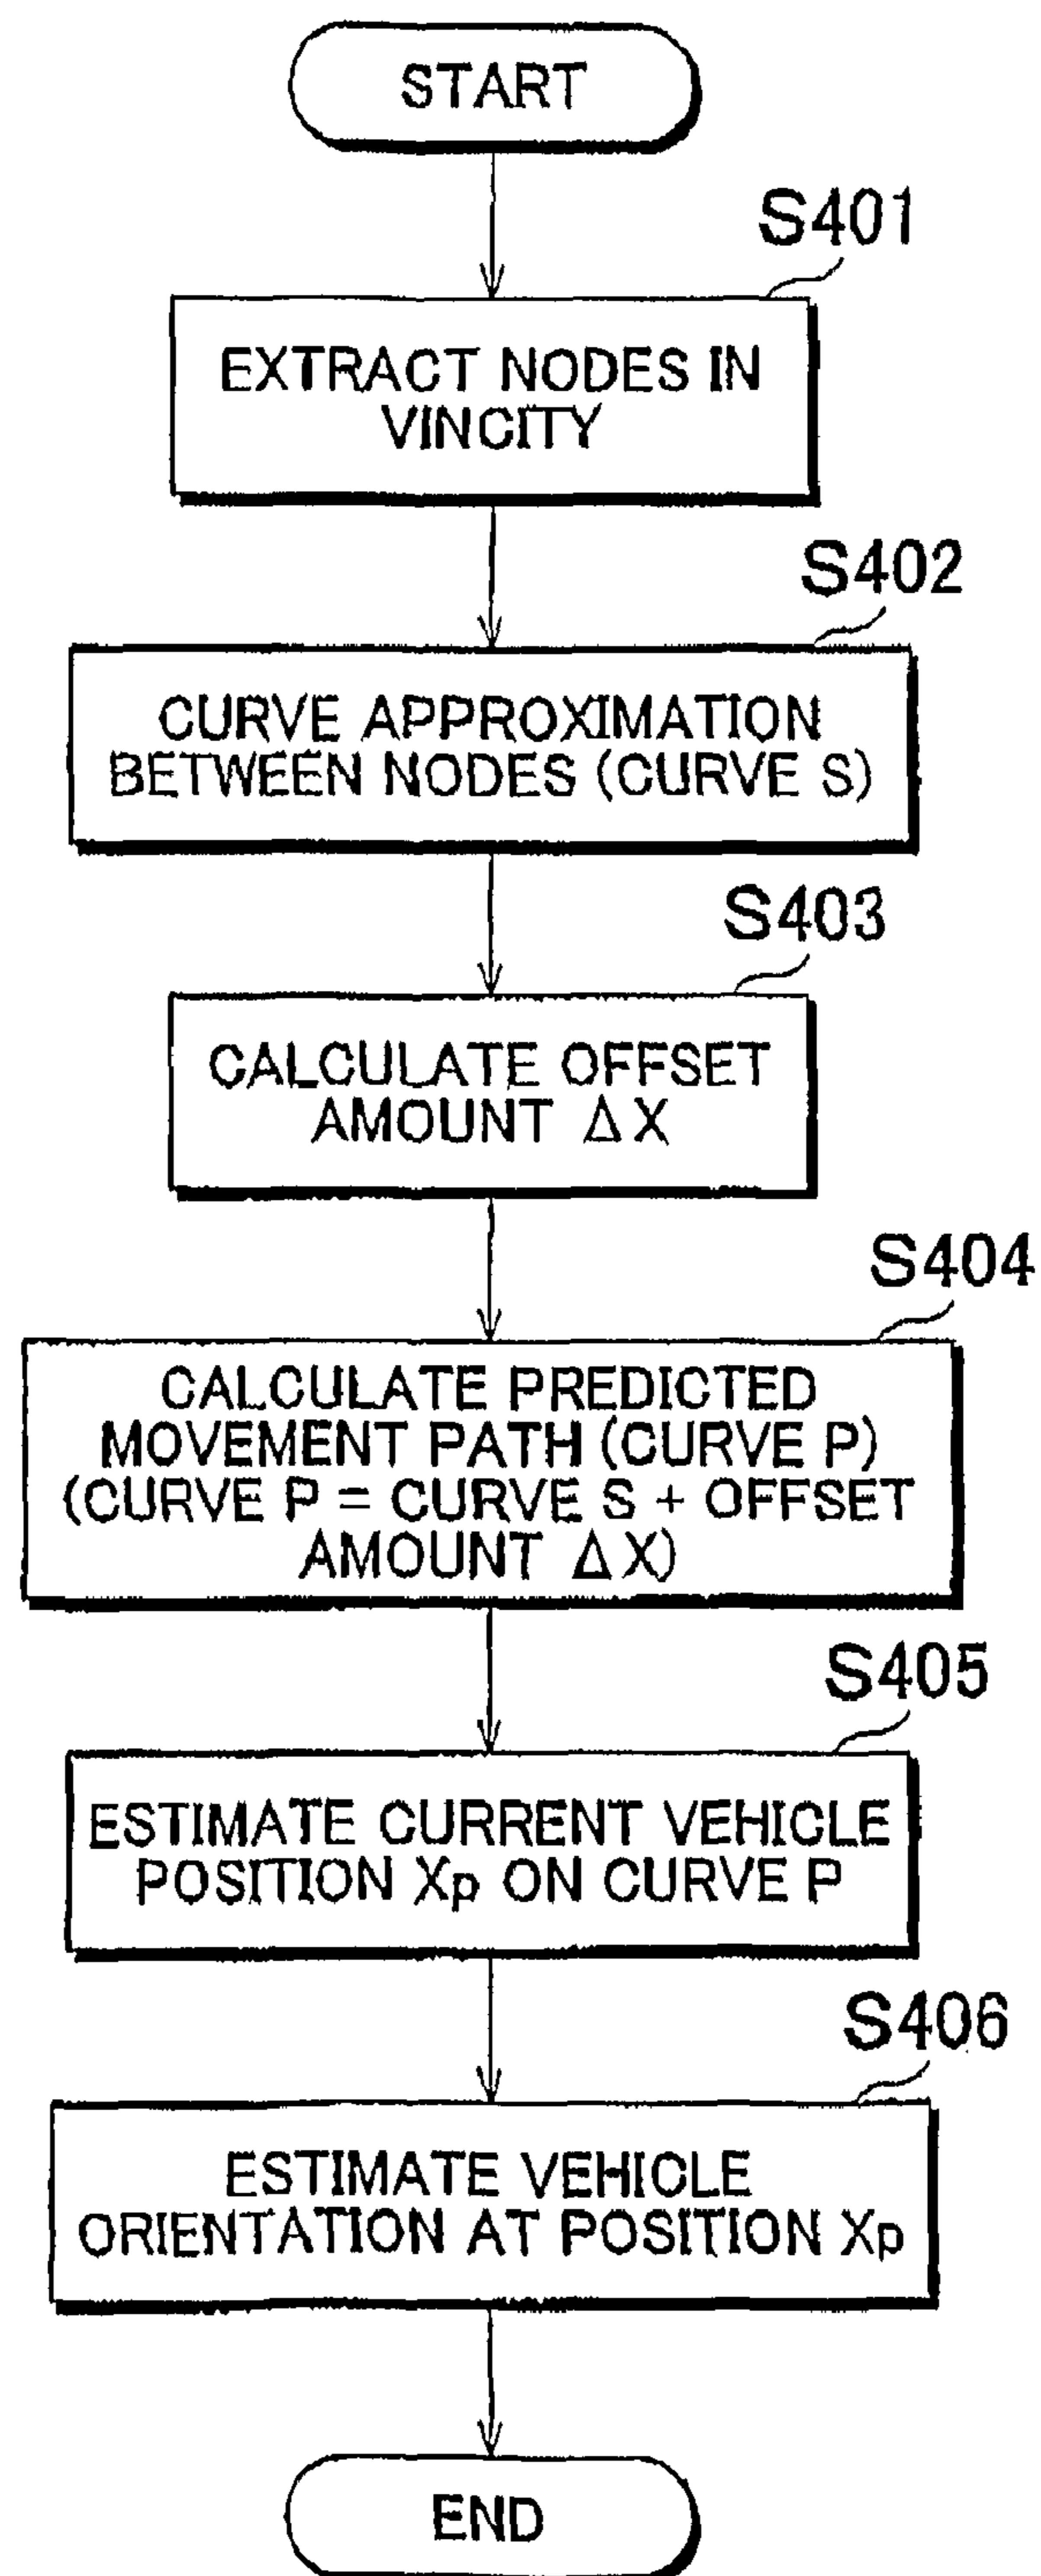 START
S401
EXTRACT NODES IN
VINCITY
S402
CURVE APPROXIMATION
BETWEEN NODES (CURVE S)
S403
CALCULATE OFFSET
AMOUNT ΔX
S404
CALCULATE PREDICTED
MOVEMENT PATH (CURVE P)
(CURVE P = CURVE S + OFFSET
AMOUNT ΔX)
S405
ESTIMATE CURRENT VEHICLE
POSITION Xp ON CURVE P
S406
ESTIMATE VEHICLE
ORIENTATION AT POSITION Xp
END